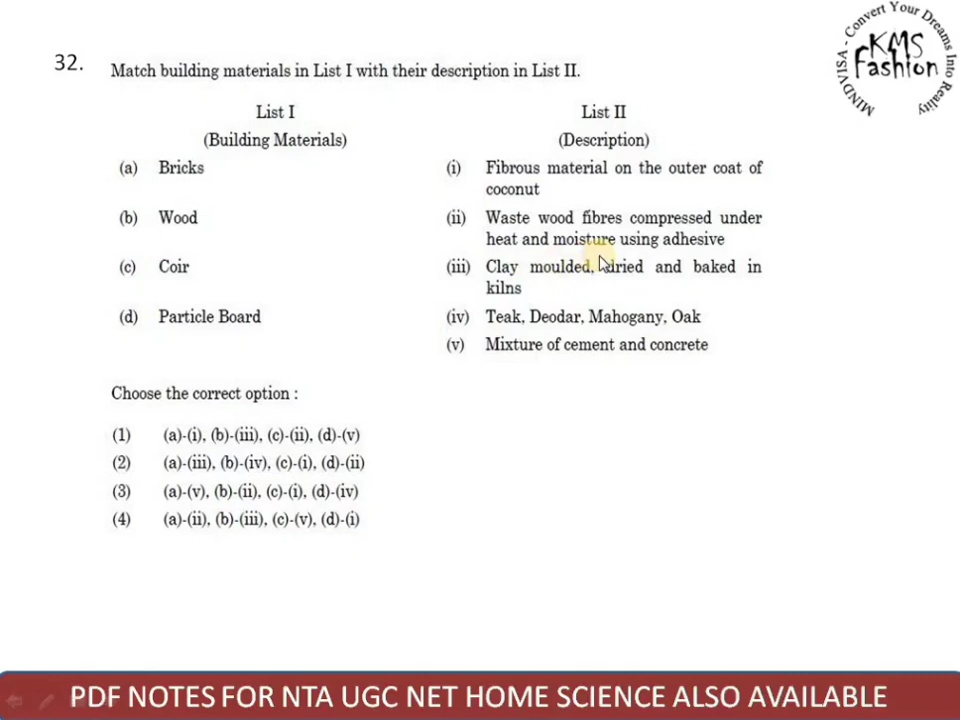 32.
Match building materials in List I with their description in List II.
List I List II
(Building Materials) (Description)
(a) Bricks (i) Fibrous material on the outer coat of
coconut
(b) Wood (ii) Waste wood fibres compressed under
heat and moisture using adhesive
(c) Coir (iii) Clay moulded, dried and baked in
kilns
(d) Particle Board (iv) Teak, Deodar, Mahogany, Oak
(v) Mixture of cement and concrete
Choose the correct option :
(1) (a)-(i), (b)-(iii), (c)-(ii), (d)-(v)
(2) (a)-(iii), (b)-(iv), (c)-(i), (d)-(ii)
(3) (a)-(v), (b)-(ii), (c)-(i), (d)-(iv)
(4) (a)-(ii), (b)-(iii), (c)-(v), (d)-(i)
MINDVISA - Convert Your Dreams Into Reality
KMS
Fashion
PDF NOTES FOR NTA UGC NET HOME SCIENCE ALSO AVAILABLE